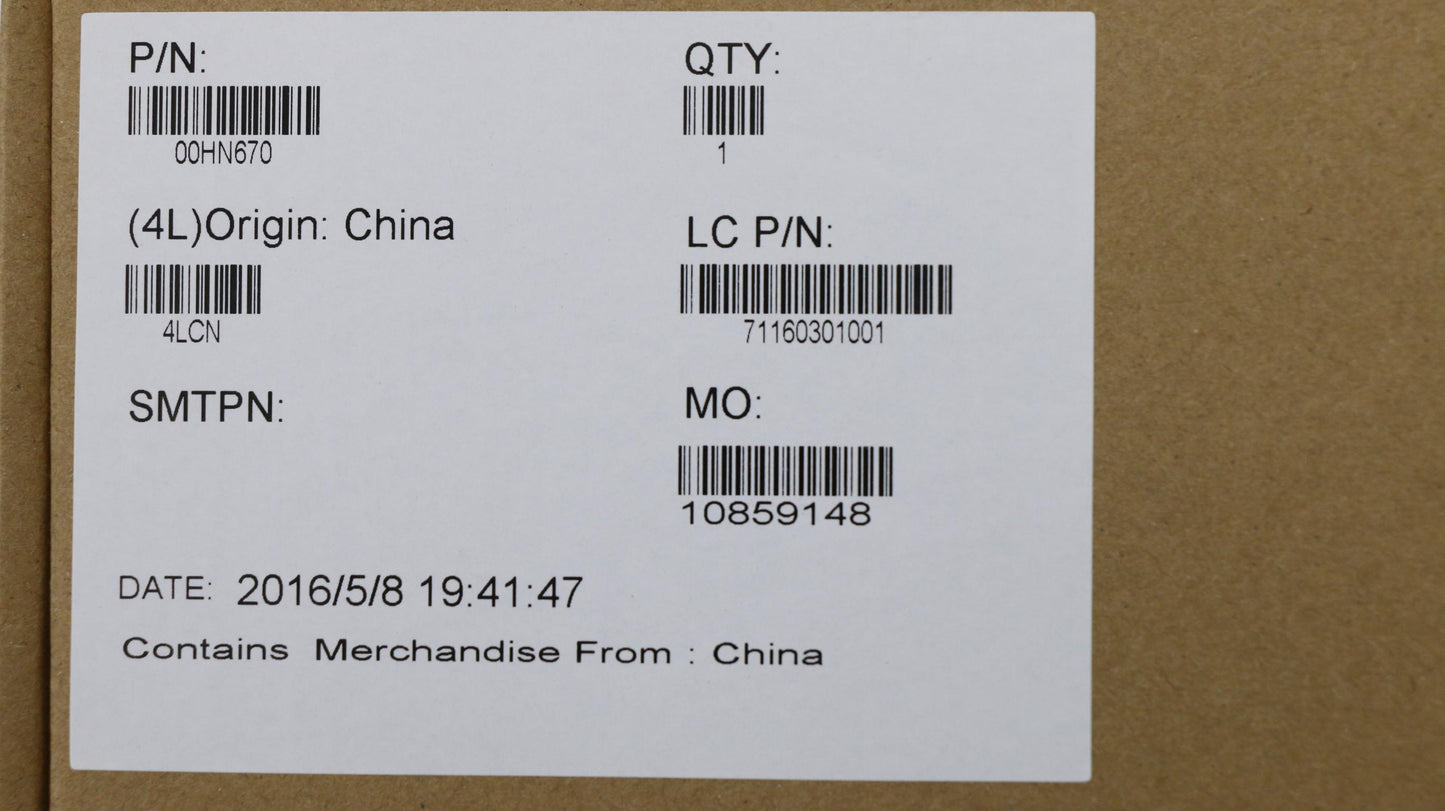 P/N:
00HN670
QTY:
1
(4L)Origin: China
4LCN
LC P/N:
71160301001
SMTPN:
MO:
10859148
DATE: 2016/5/8 19:41:47
Contains Merchandise From : China